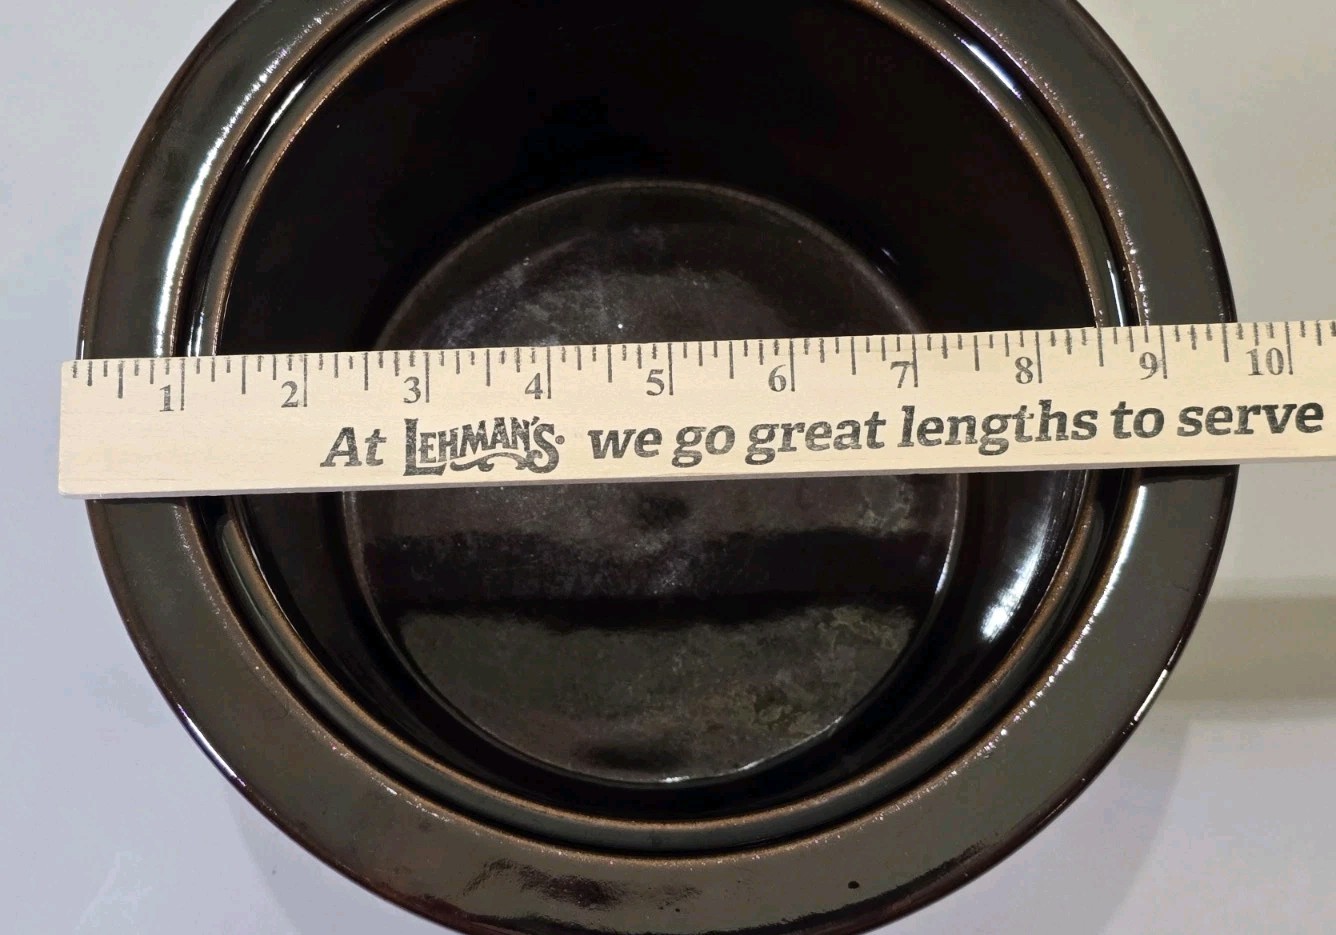 1 2 3 4 5 6 7 8 9 10
At LEHMAN'S we go great lengths to serve